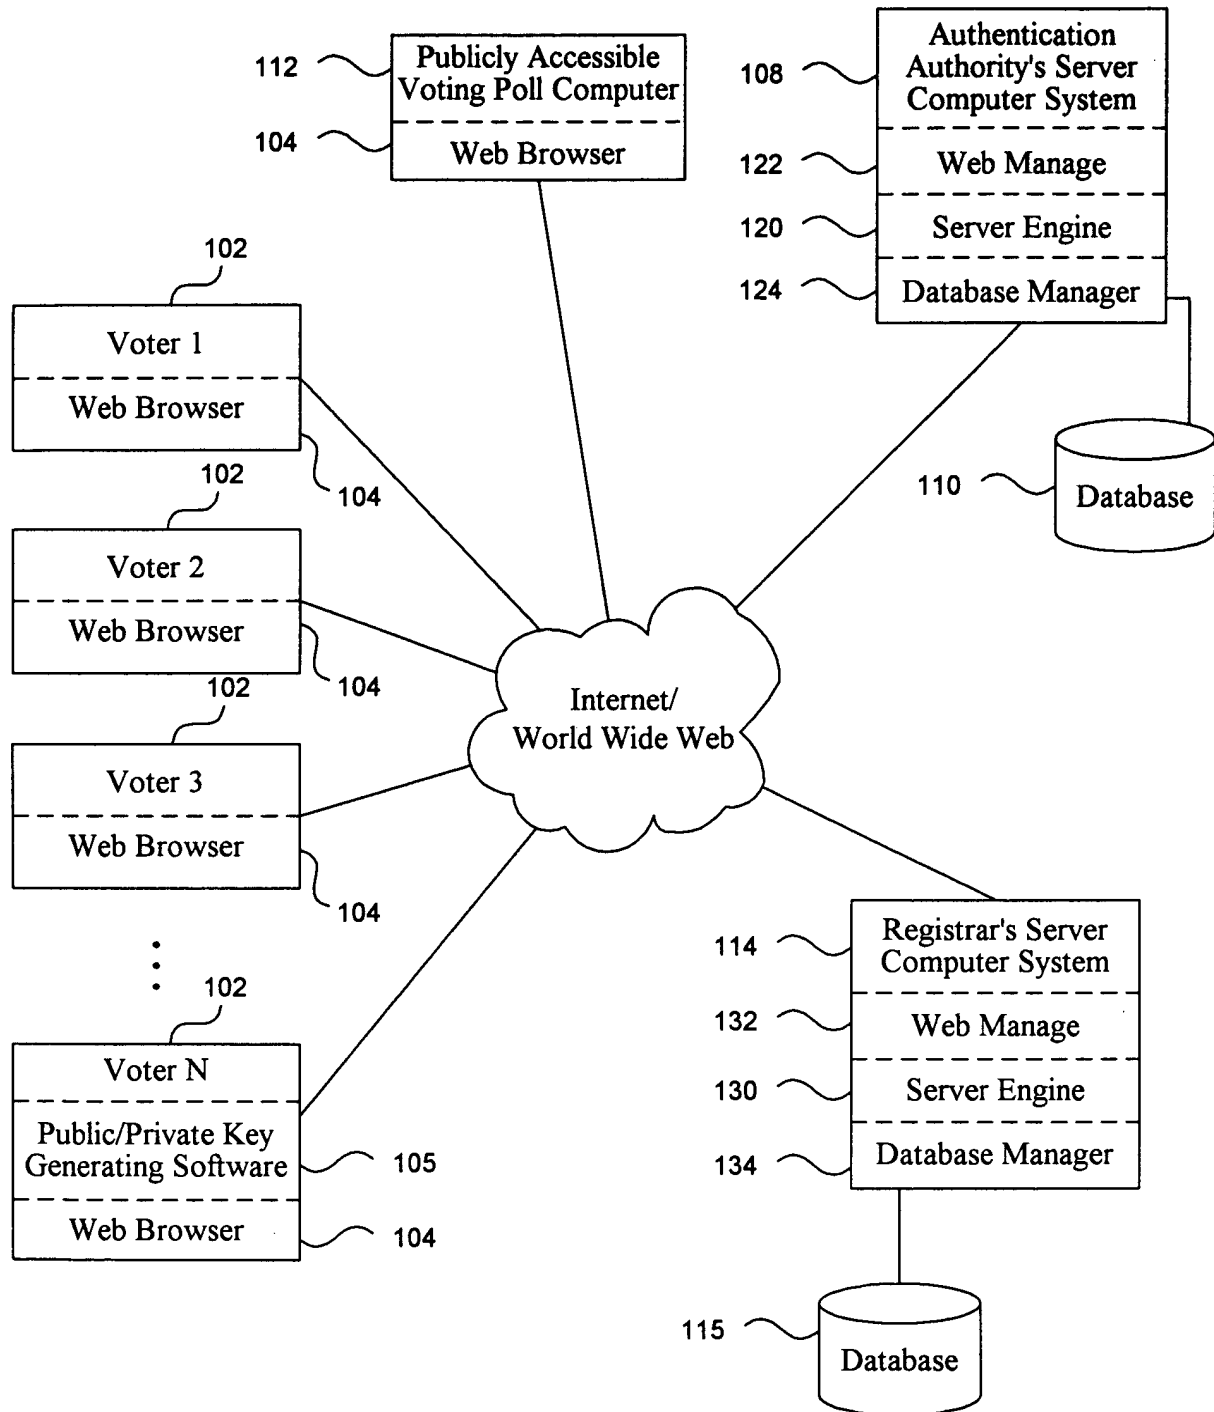 112
Publicly Accessible
Voting Poll Computer
104
Web Browser
108
Authentication
Authority's Server
Computer System
122
Web Manage
120
Server Engine
124
Database Manager
110
Database
102
Voter 1
Web Browser
104
102
Voter 2
Web Browser
104
102
Voter 3
Web Browser
104
102
Voter N
Public/Private Key
Generating Software
105
Web Browser
104
Internet/
World Wide Web
114
Registrar's Server
Computer System
132
Web Manage
130
Server Engine
134
Database Manager
115
Database